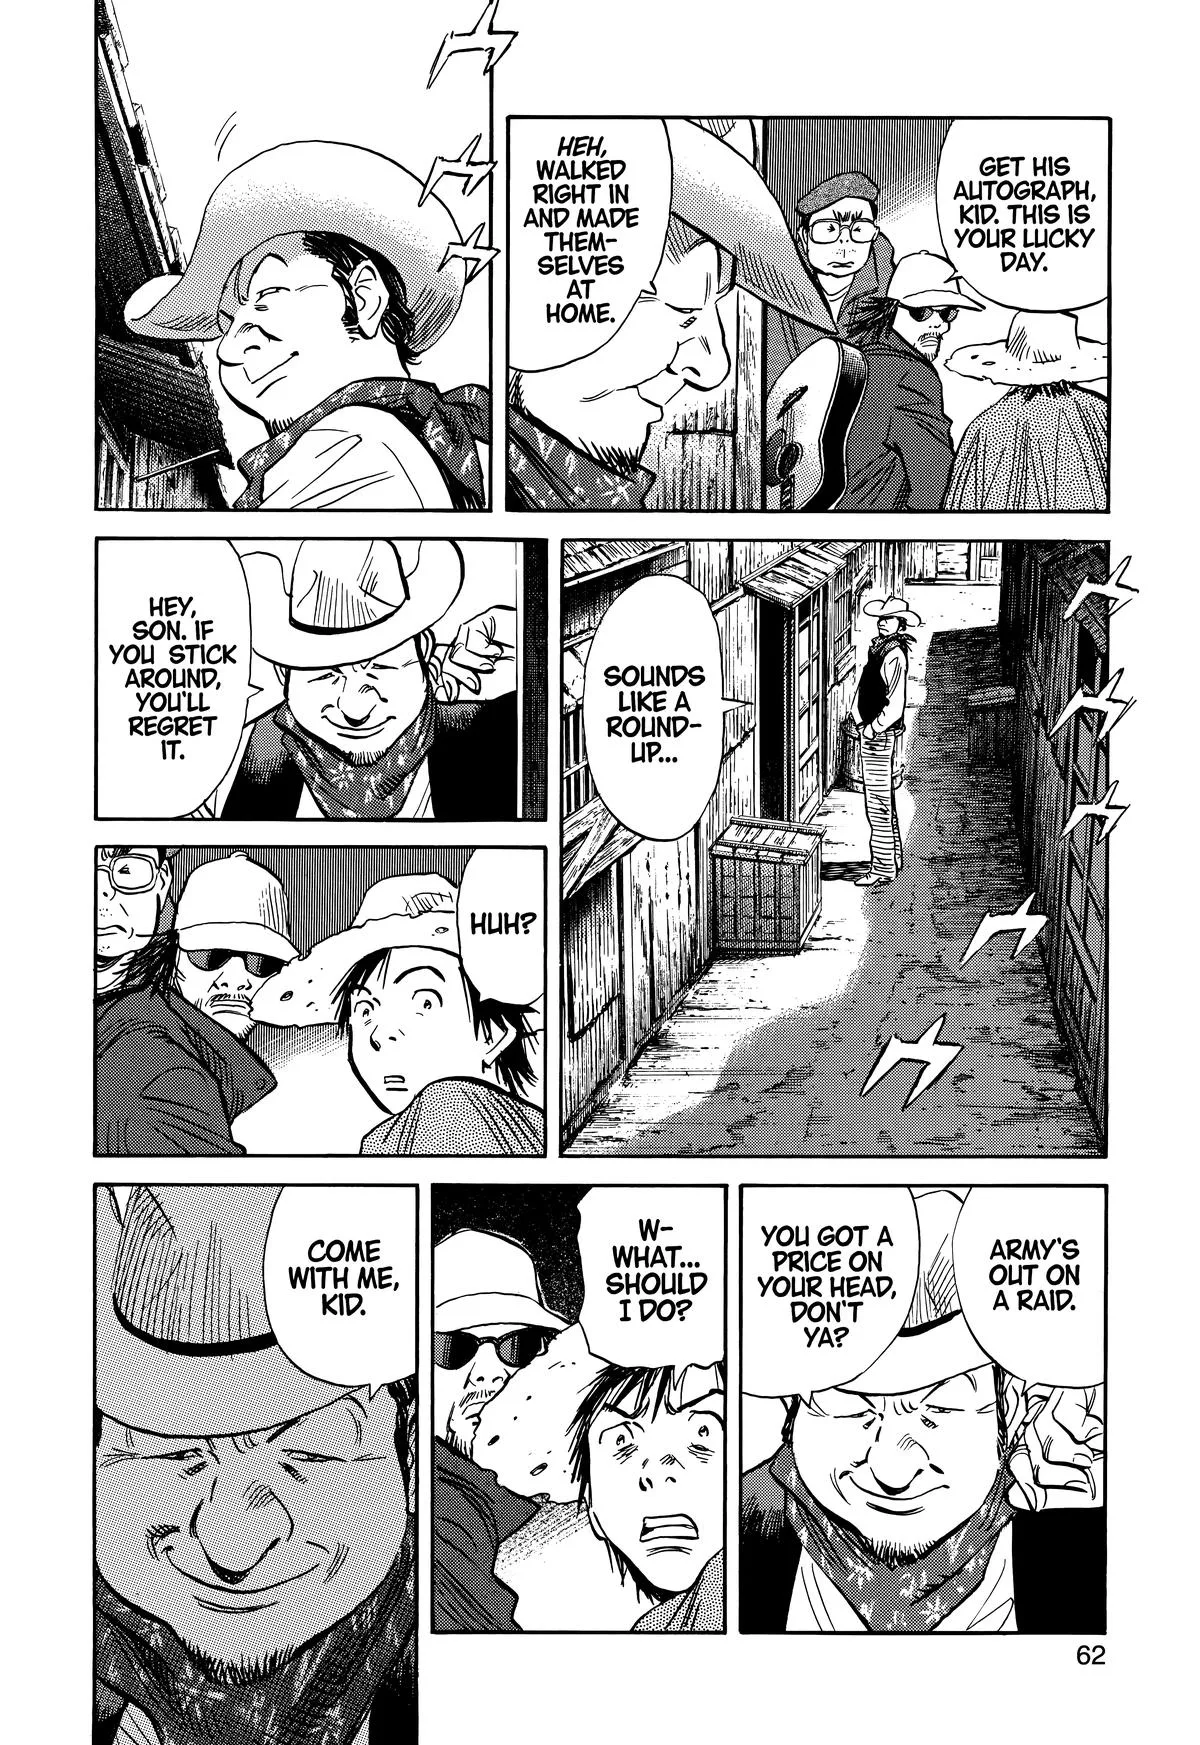 GET HIS
AUTOGRAPH,
KID. THIS IS
YOUR LUCKY
DAY.
HEH,
WALKED
RIGHT IN
AND MADE
THEM-
SELVES
AT
HOME.
SOUNDS
LIKE A
ROUND-
UP...
HEY,
SON. IF
YOU STICK
AROUND,
YOU'LL
REGRET
IT.
HUH?
ARMY'S
OUT ON
A RAID.
YOU GOT A
PRICE ON
YOUR HEAD,
DON'T
YA?
W-
WHAT...
SHOULD
I DO?
COME
WITH ME,
KID.
62